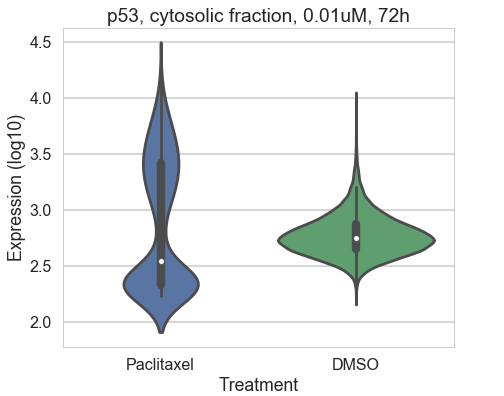 p53, cytosolic fraction, 0.01uM, 72h
Expression (log10)
4.5
4.0
3.5
3.0
2.5
2.0
Paclitaxel DMSO
Treatment